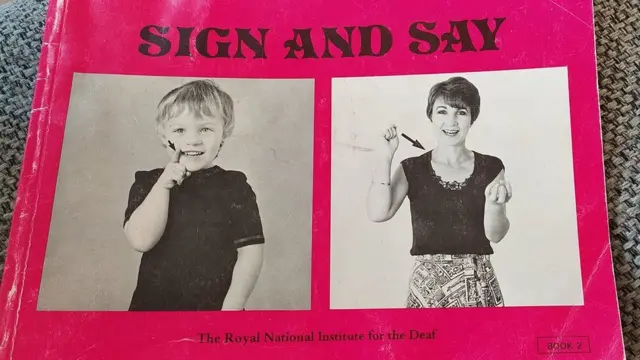 SIGN AND SAY
The Royal National Institute for the Deaf
BOOK 2